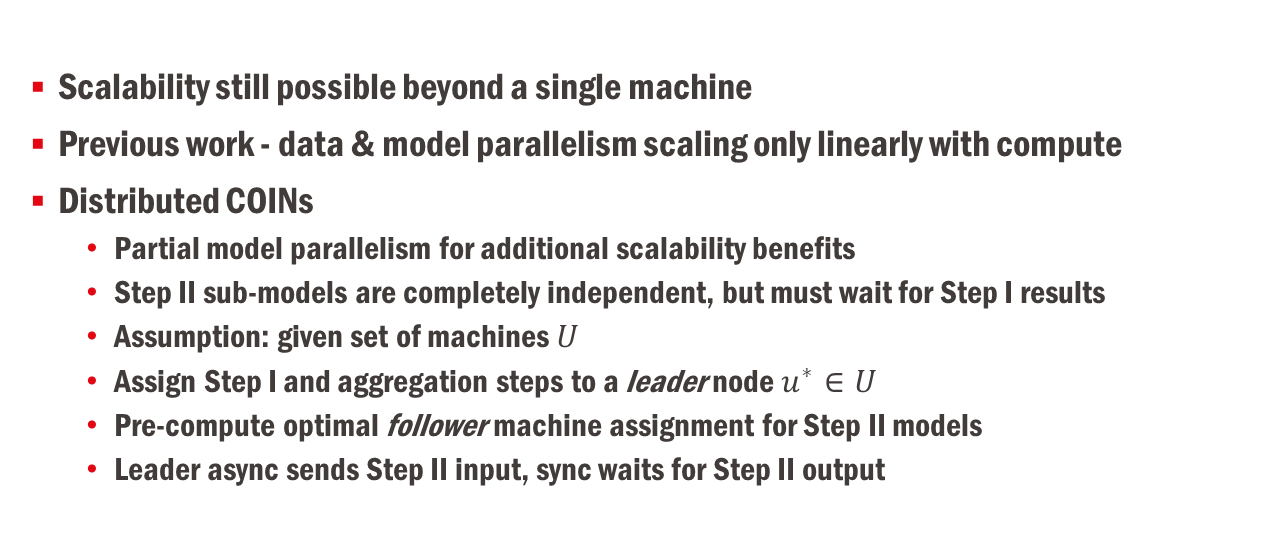 ▪ Scalability still possible beyond a single machine
▪ Previous work - data & model parallelism scaling only linearly with compute
▪ Distributed COINs
• Partial model parallelism for additional scalability benefits
• Step II sub-models are completely independent, but must wait for Step I results
• Assumption: given set of machines 𝑈
• Assign Step I and aggregation steps to a leader node 𝑢* ∈ 𝑈
• Pre-compute optimal follower machine assignment for Step II models
• Leader async sends Step II input, sync waits for Step II output